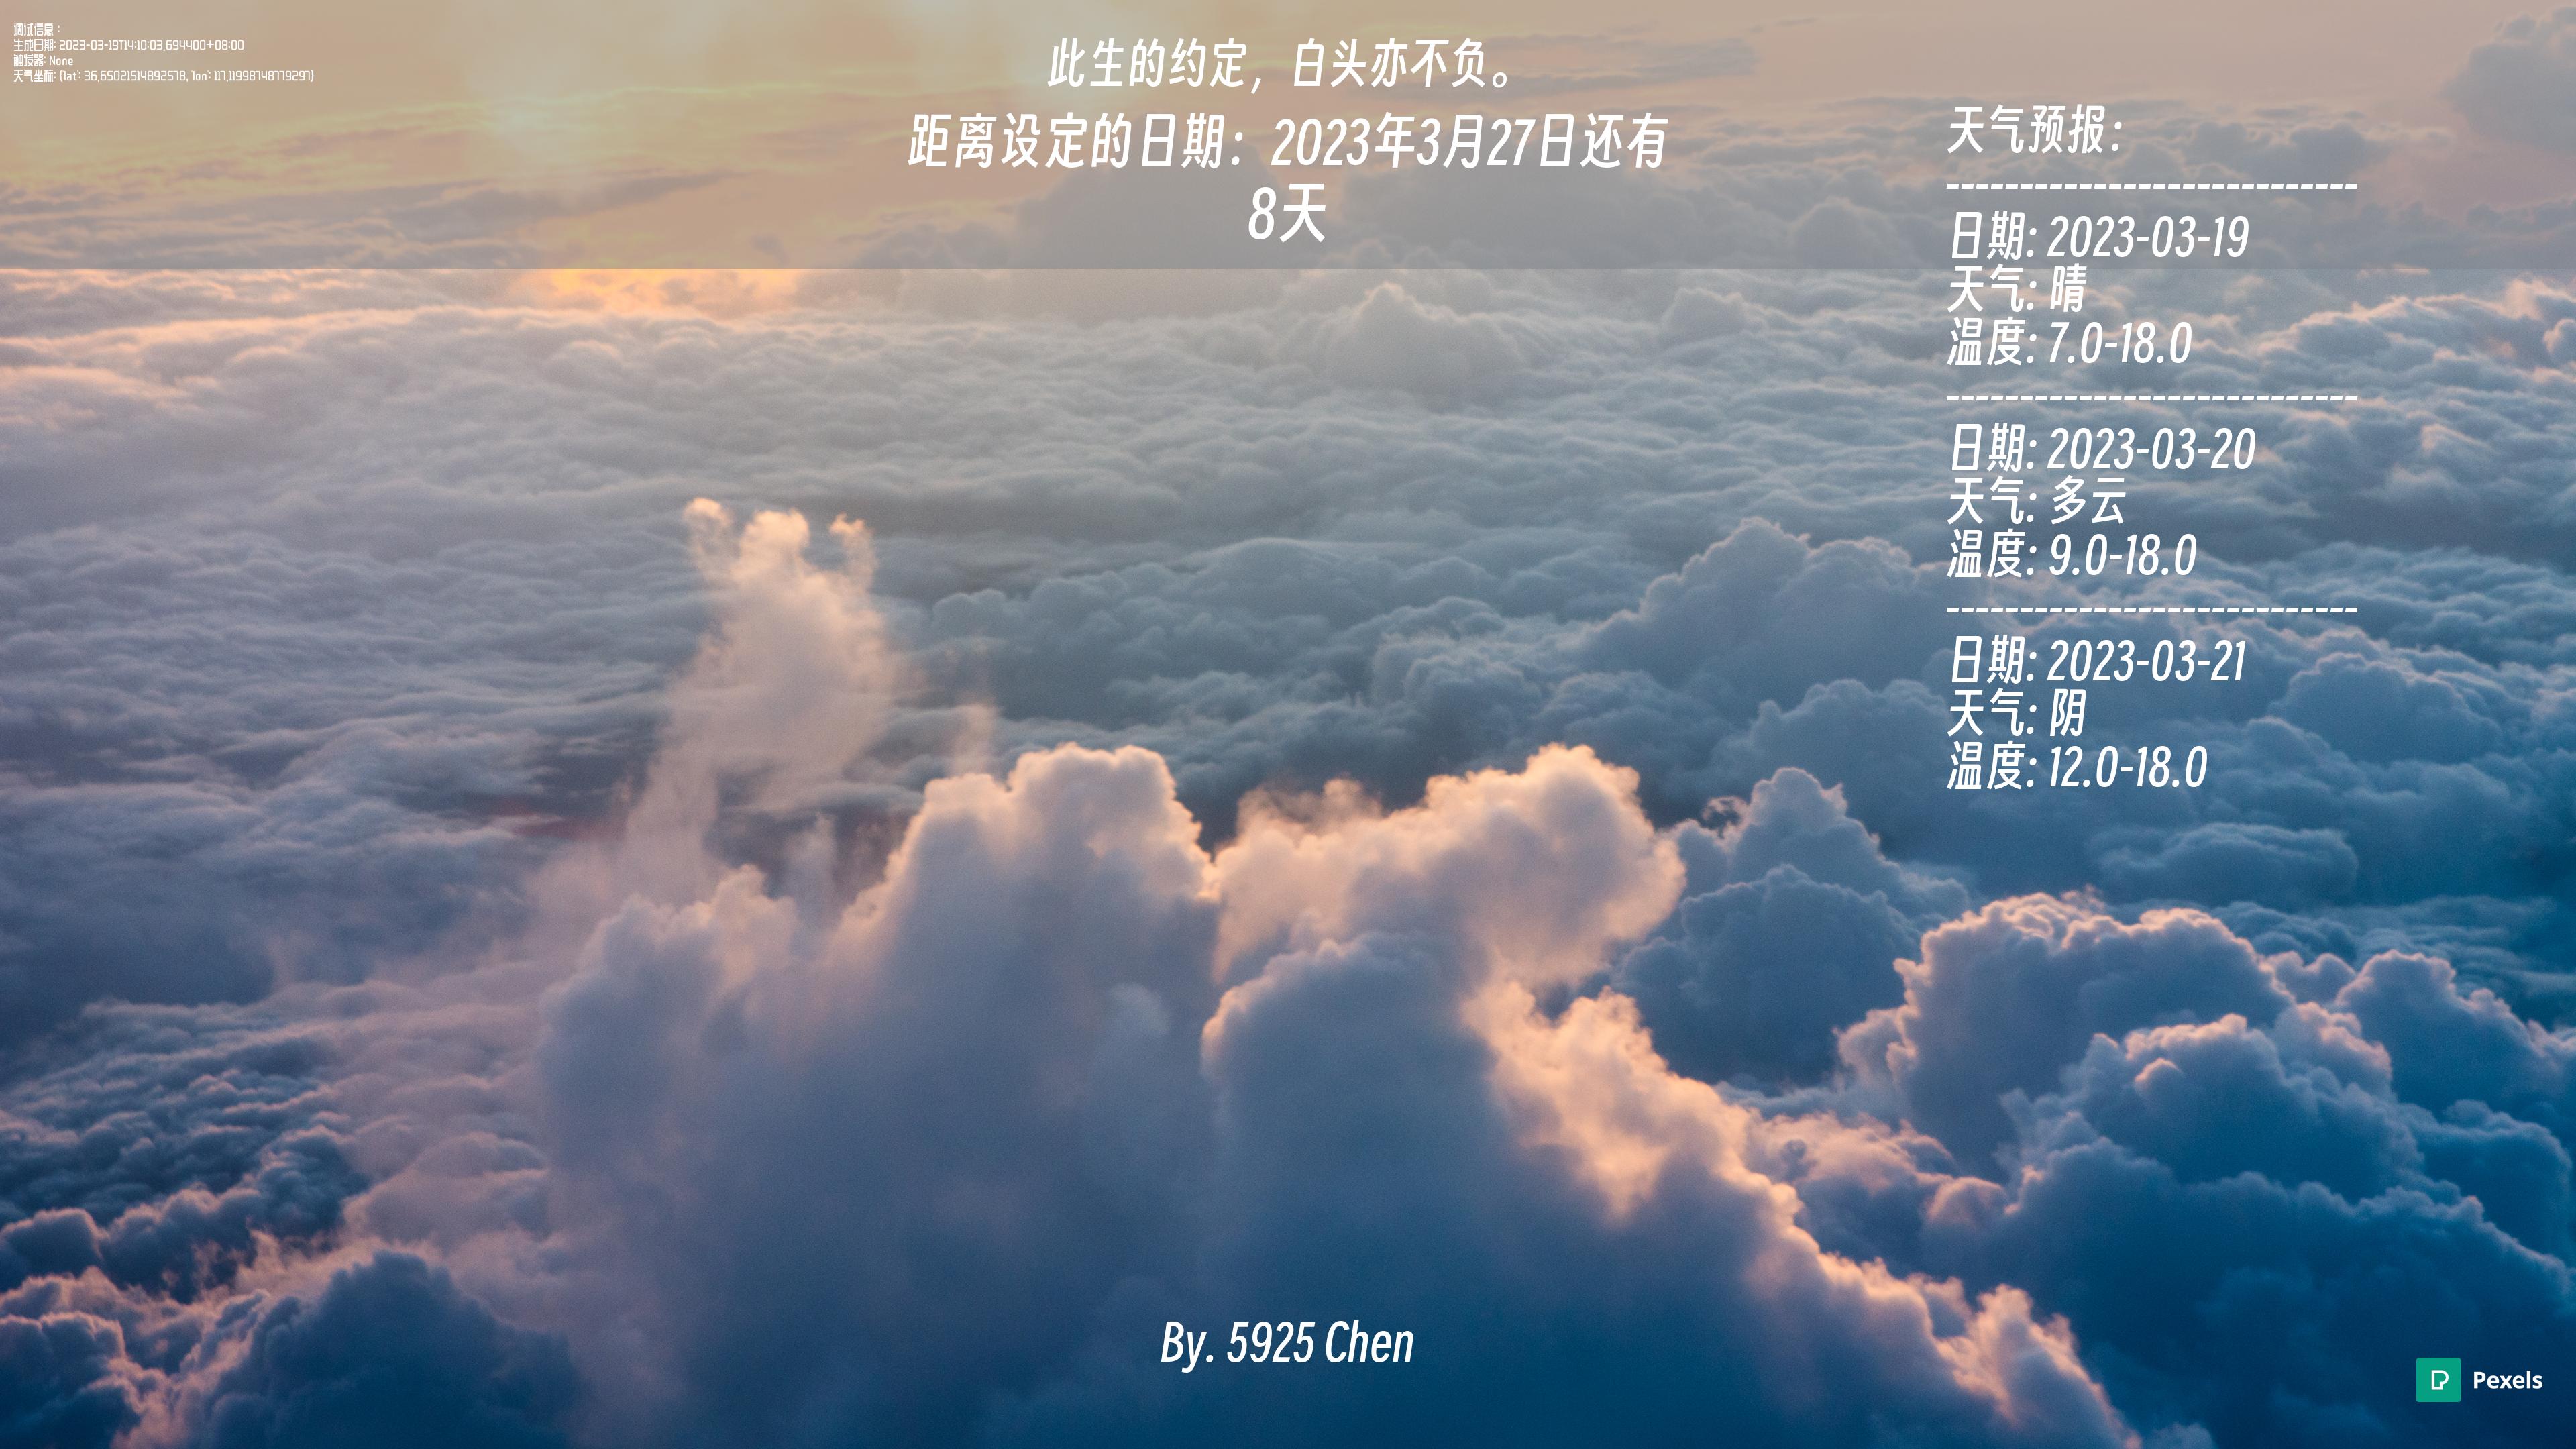 调试信息：
生成日期: 2023-03-19T14:10:03.694400+08:00
触发器: None
天气坐标: {'lat': 36.65021514892578, 'lon': 117.11998748779297}
此生的约定，白头亦不负。
距离设定的日期：2023年3月27日还有
8天
天气预报：
----------------------------
日期: 2023-03-19
天气: 晴
温度: 7.0-18.0
----------------------------
日期: 2023-03-20
天气: 多云
温度: 9.0-18.0
----------------------------
日期: 2023-03-21
天气: 阴
温度: 12.0-18.0
By. 5925 Chen
Pexels